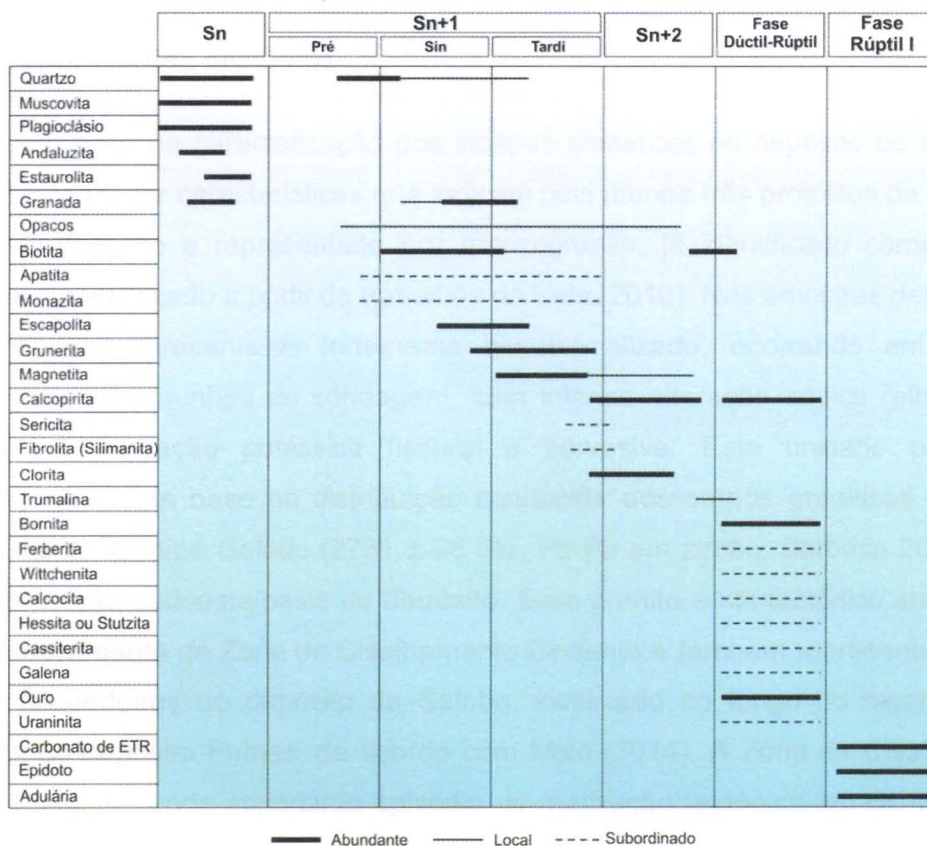 Sn
Sn+1
Sn+2
Fase Dúctil-Rúptil
Fase Rúptil I
Pré
Sin
Tardi
Quartzo
Muscovita
Plagioclásio
Andaluzita
Estaurolita
Granada
Opacos
Biotita
Apatita
Monazita
Escapolita
Grunerita
Magnetita
Calcopirita
Sericita
Fibrolita (Silimanita)
Clorita
Trumalina
Bornita
Ferberita
Wittchenita
Calcocita
Hessita ou Stutzita
Cassiterita
Galena
Ouro
Uraninita
Carbonato de ETR
Epidoto
Adulária
Abundante
Local
Subordinado